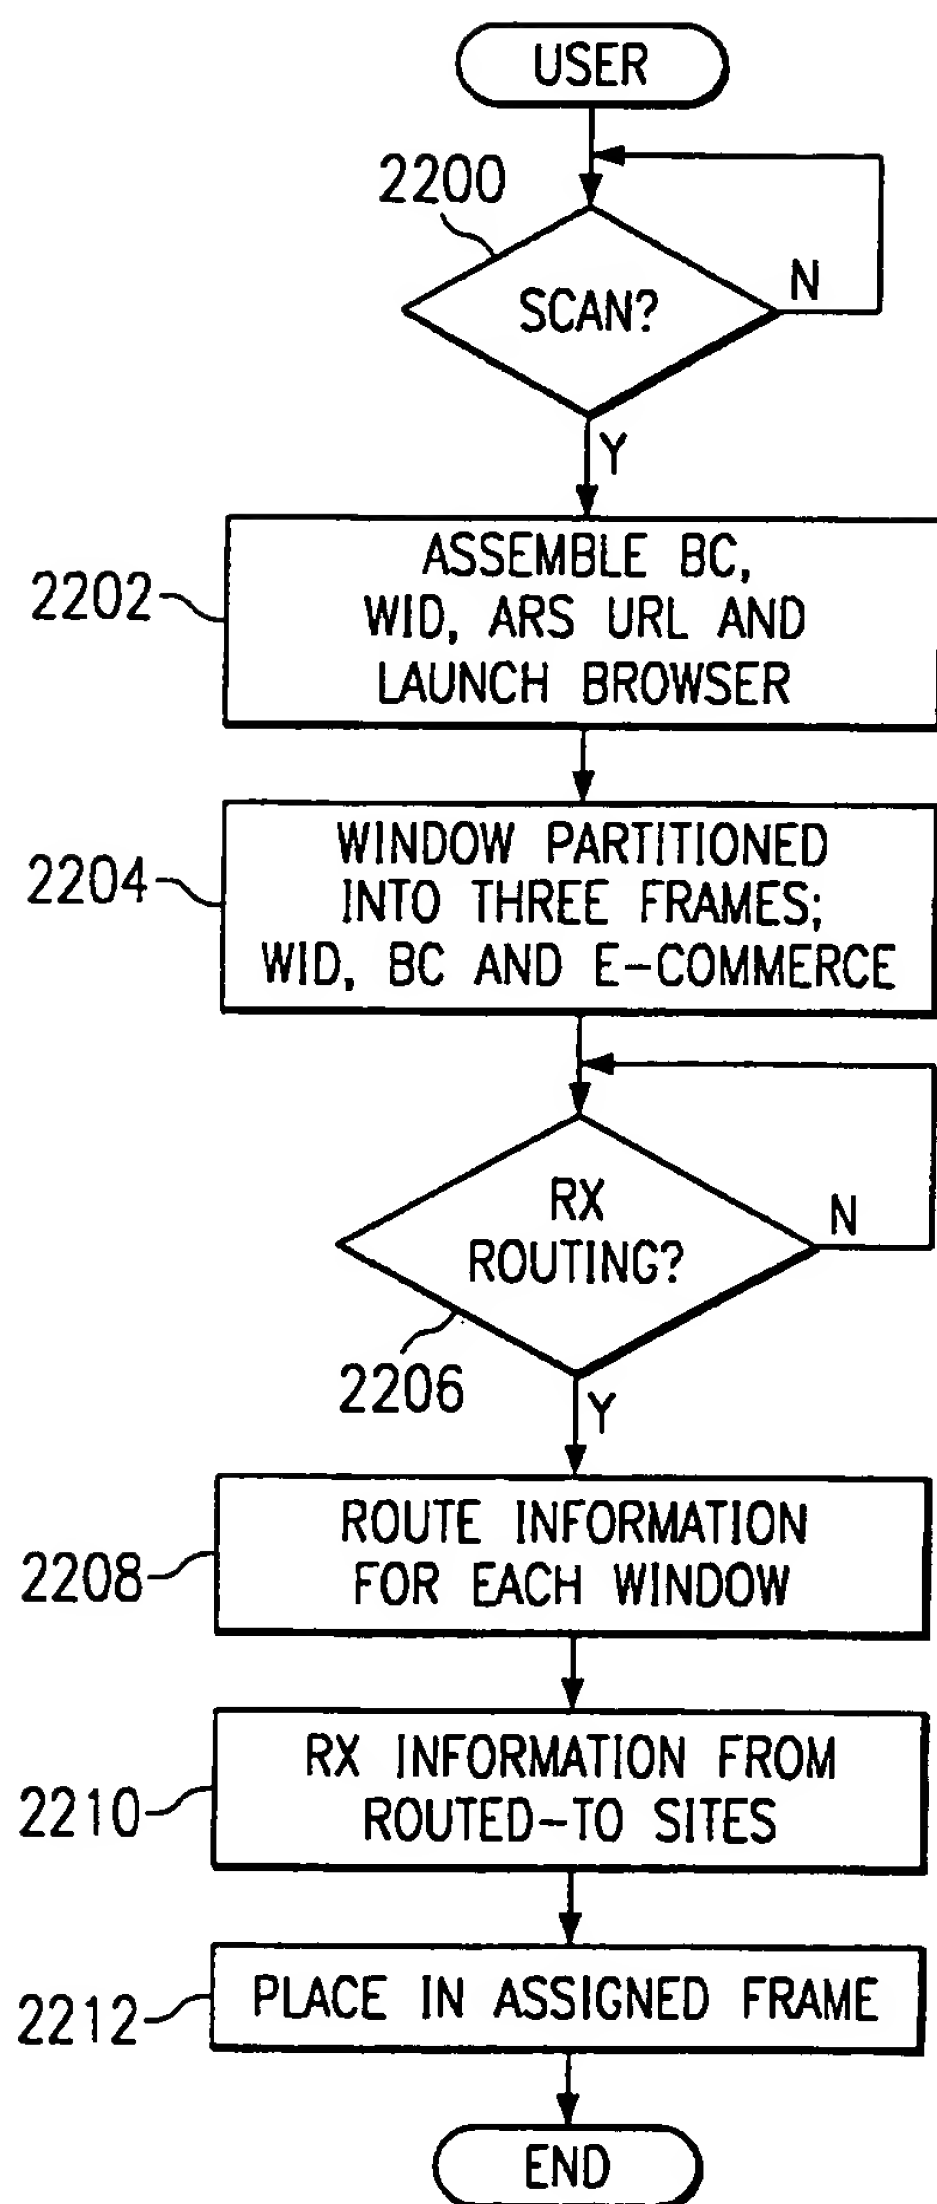 USER
2200
SCAN?
N
Y
2202
ASSEMBLE BC,
WID, ARS URL AND
LAUNCH BROWSER
2204
WINDOW PARTITIONED
INTO THREE FRAMES;
WID, BC AND E-COMMERCE
RX
ROUTING?
N
2206
Y
2208
ROUTE INFORMATION
FOR EACH WINDOW
2210
RX INFORMATION FROM
ROUTED-TO SITES
2212
PLACE IN ASSIGNED FRAME
END